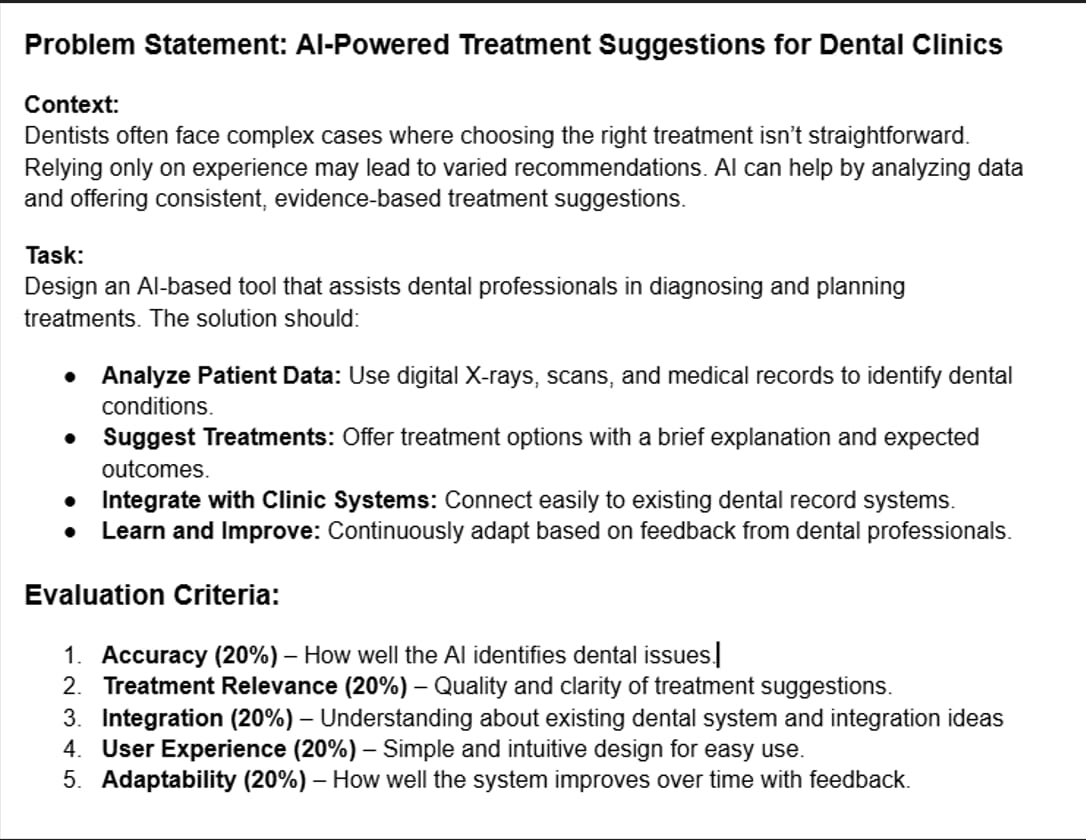 Problem Statement: AI-Powered Treatment Suggestions for Dental Clinics
Context:
Dentists often face complex cases where choosing the right treatment isn’t straightforward.
Relying only on experience may lead to varied recommendations. AI can help by analyzing data
and offering consistent, evidence-based treatment suggestions.
Task:
Design an AI-based tool that assists dental professionals in diagnosing and planning
treatments. The solution should:
● Analyze Patient Data: Use digital X-rays, scans, and medical records to identify dental
conditions.
● Suggest Treatments: Offer treatment options with a brief explanation and expected
outcomes.
● Integrate with Clinic Systems: Connect easily to existing dental record systems.
● Learn and Improve: Continuously adapt based on feedback from dental professionals.
Evaluation Criteria:
1. Accuracy (20%) – How well the AI identifies dental issues.
2. Treatment Relevance (20%) – Quality and clarity of treatment suggestions.
3. Integration (20%) – Understanding about existing dental system and integration ideas
4. User Experience (20%) – Simple and intuitive design for easy use.
5. Adaptability (20%) – How well the system improves over time with feedback.